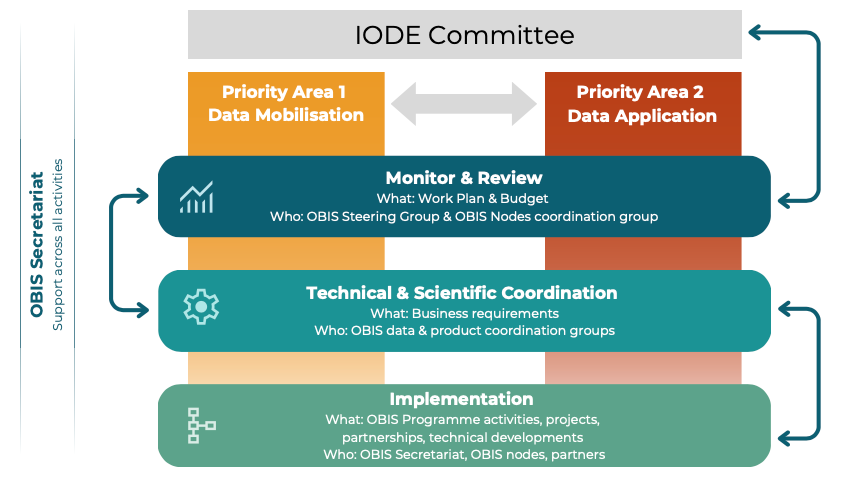 IODE Committee
Priority Area 1
Data Mobilisation
Priority Area 2
Data Application
Monitor & Review
What: Work Plan & Budget
Who: OBIS Steering Group & OBIS Nodes coordination group
Technical & Scientific Coordination
What: Business requirements
Who: OBIS data & product coordination groups
Implementation
What: OBIS Programme activities, projects,
partnerships, technical developments
Who: OBIS Secretariat, OBIS nodes, partners
OBIS Secretariat
Support across all activities